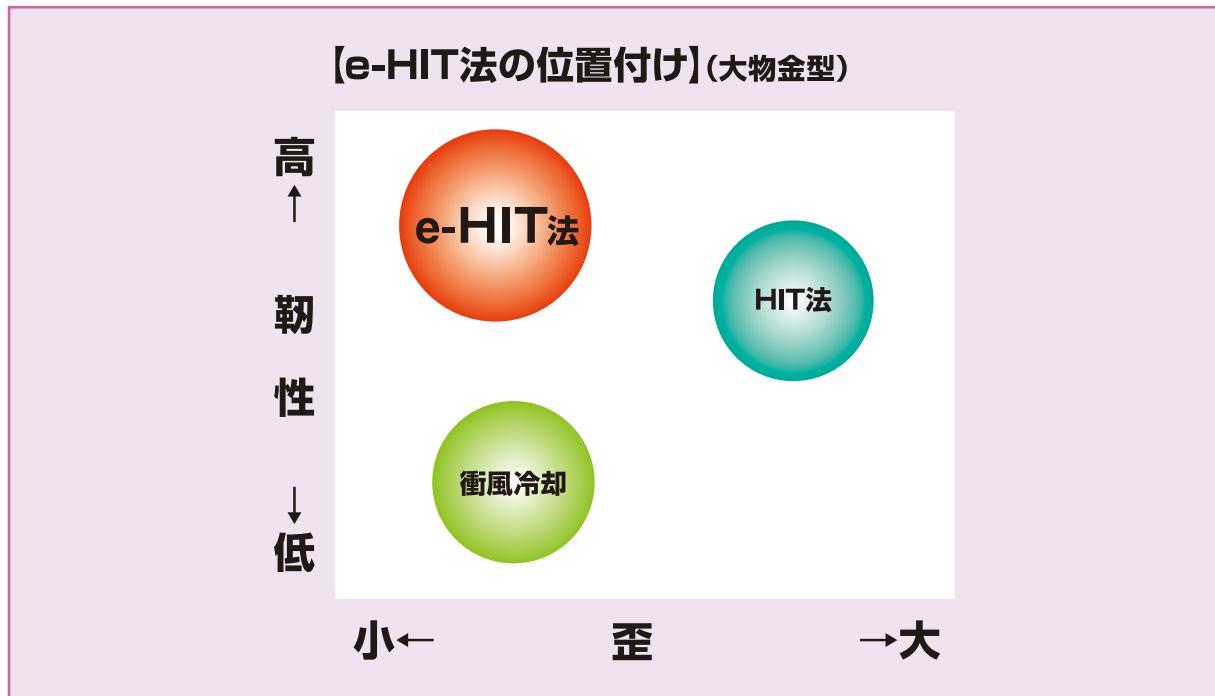 【e-HIT法の位置付け】(大物金型)
高
↑
靭
性
↓
低
e-HIT法
HIT法
衝風冷却
小← 歪 →大